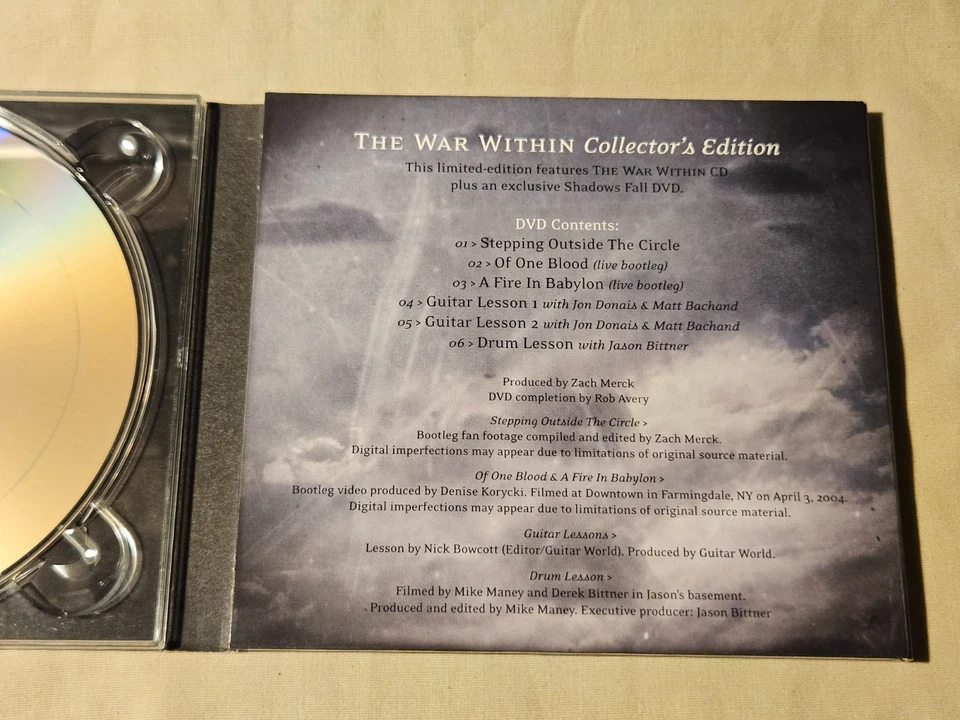 THE WAR WITHIN Collector's Edition
This limited-edition features THE WAR WITHIN CD
plus an exclusive Shadows Fall DVD.
DVD Contents:
01 > Stepping Outside The Circle
02 > Of One Blood (live bootleg)
03 > A Fire In Babylon (live bootleg)
04 > Guitar Lesson 1 with Jon Donais & Matt Bachand
05 > Guitar Lesson 2 with Jon Donais & Matt Bachand
06 > Drum Lesson with Jason Bittner
Produced by Zach Merck
DVD completion by Rob Avery
Stepping Outside The Circle >
Bootleg fan footage compiled and edited by Zach Merck.
Digital imperfections may appear due to limitations of original source material.
Of One Blood & A Fire In Babylon >
Bootleg video produced by Denise Korycki. Filmed at Downtown in Farmingdale, NY on April 3, 2004.
Digital imperfections may appear due to limitations of original source material.
Guitar Lessons >
Lesson by Nick Bowcott (Editor/Guitar World). Produced by Guitar World.
Drum Lesson >
Filmed by Mike Maney and Derek Bittner in Jason's basement.
Produced and edited by Mike Maney. Executive producer: Jason Bittner